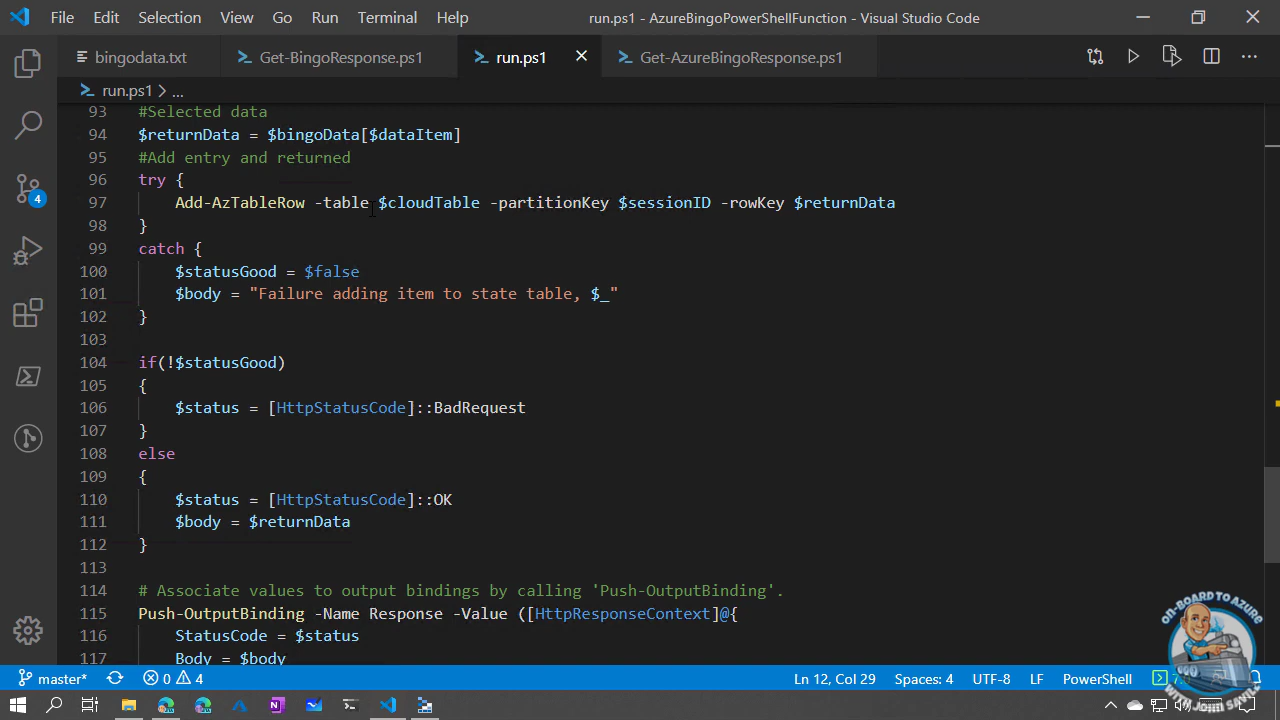 File Edit Selection View Go Run Terminal Help run.ps1 - AzureBingoPowerShellFunction - Visual Studio Code
bingodata.txt Get-BingoResponse.ps1 run.ps1 Get-AzureBingoResponse.ps1
run.ps1 > ...
93 #Selected data
94 $returnData = $bingoData[$dataItem]
95 #Add entry and returned
96 try {
97 Add-AzTableRow -table $cloudTable -partitionKey $sessionID -rowKey $returnData
98 }
99 catch {
100 $statusGood = $false
101 $body = "Failure adding item to state table, $_"
102 }
103
104 if(!$statusGood)
105 {
106 $status = [HttpStatusCode]::BadRequest
107 }
108 else
109 {
110 $status = [HttpStatusCode]::OK
111 $body = $returnData
112 }
113
114 # Associate values to output bindings by calling 'Push-OutputBinding'.
115 Push-OutputBinding -Name Response -Value ([HttpResponseContext]@{
116 StatusCode = $status
117 Body = $body
4
ON-BOARD TO AZURE
WITH JOHN SAVILL
master* 0 4 Ln 12, Col 29 Spaces: 4 UTF-8 LF PowerShell